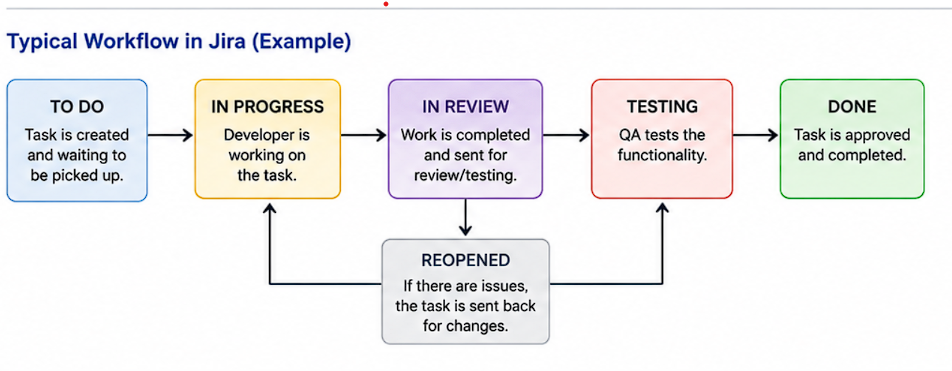 Typical Workflow in Jira (Example)
TO DO
Task is created
and waiting to
be picked up.
IN PROGRESS
Developer is
working on
the task.
IN REVIEW
Work is completed
and sent for
review/testing.
TESTING
QA tests the
functionality.
DONE
Task is approved
and completed.
REOPENED
If there are issues,
the task is sent back
for changes.